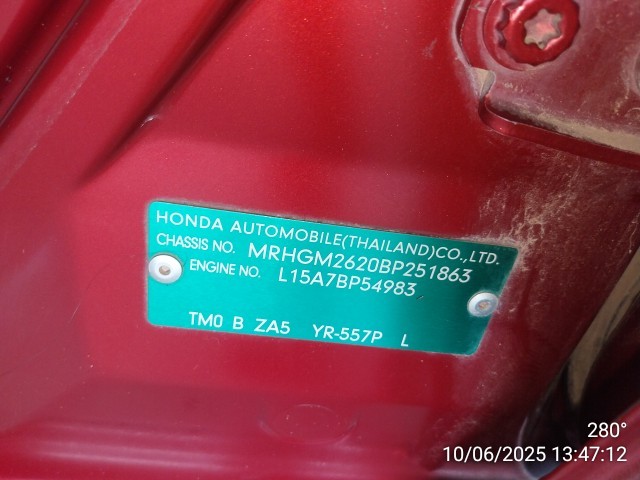 HONDA AUTOMOBILE(THAILAND)CO.,LTD.
CHASSIS NO. MRHGM2620BP251863
ENGINE NO. L15A7BP54983
TM0 B ZA5 YR-557P L
280°
10/06/2025 13:47:12